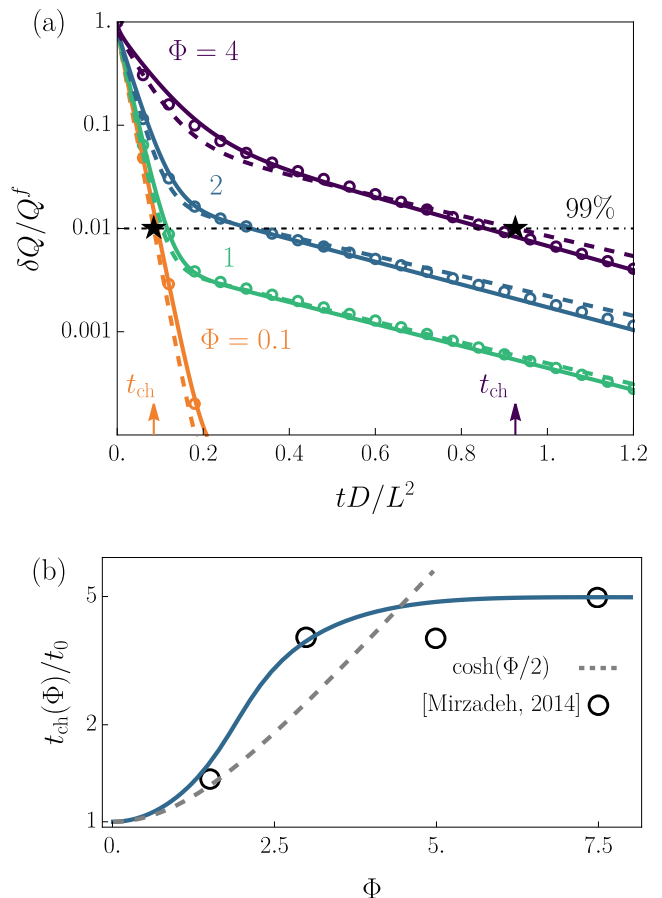 (a)
δQ/Q^f
1.
0.1
0.01
0.001
Φ = 4
2
1
Φ = 0.1
99%
t_ch
t_ch
0. 0.2 0.4 0.6 0.8 1. 1.2
tD/L²
(b)
t_ch(Φ)/t_0
5
2
1
cosh(Φ/2)
[Mirzadeh, 2014]
0. 2.5 5. 7.5
Φ